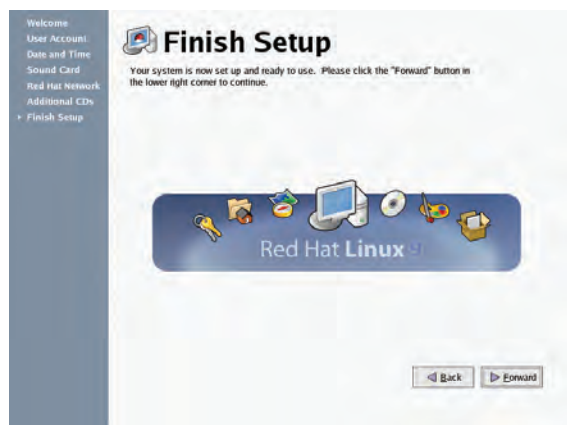 Welcome
User Account
Date and Time
Sound Card
Red Hat Network
Additional CDs
Finish Setup
Finish Setup
Your system is now set up and ready to use. Please click the "Forward" button in
the lower right corner to continue.
Red Hat Linux 9
Back
Forward